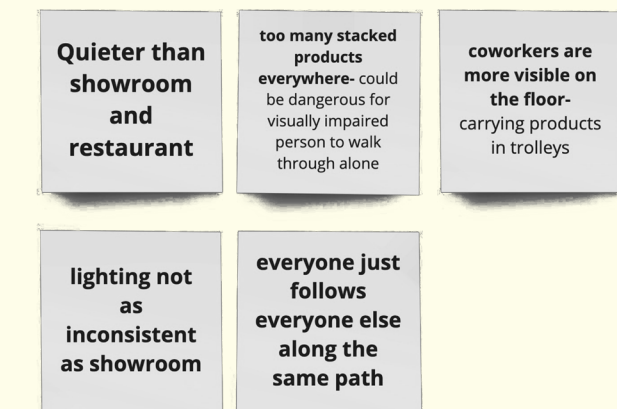 Quieter than
showroom
and
restaurant
too many stacked
products
everywhere- could
be dangerous for
visually impaired
person to walk
through alone
coworkers are
more visible on
the floor-
carrying products
in trolleys
lighting not
as
inconsistent
as showroom
everyone just
follows
everyone else
along the
same path